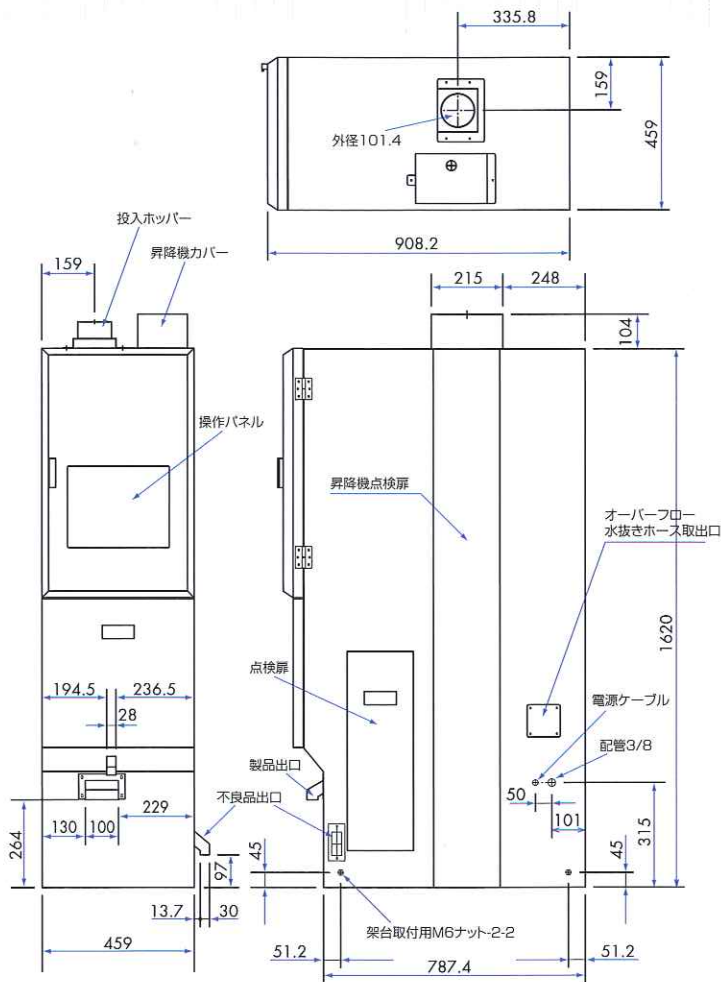 335.8
159
459
外径101.4
908.2
投入ホッパー
昇降機カバー
159
215
248
104
操作パネル
昇降機点検扉
オーバーフロー
水抜きホース取出口
1620
194.5
236.5
28
点検扉
電源ケーブル
配管3/8
製品出口
不良品出口
50
101
315
264
130
100
229
97
45
45
13.7
30
架台取付用M6ナット-2-2
459
51.2
51.2
787.4